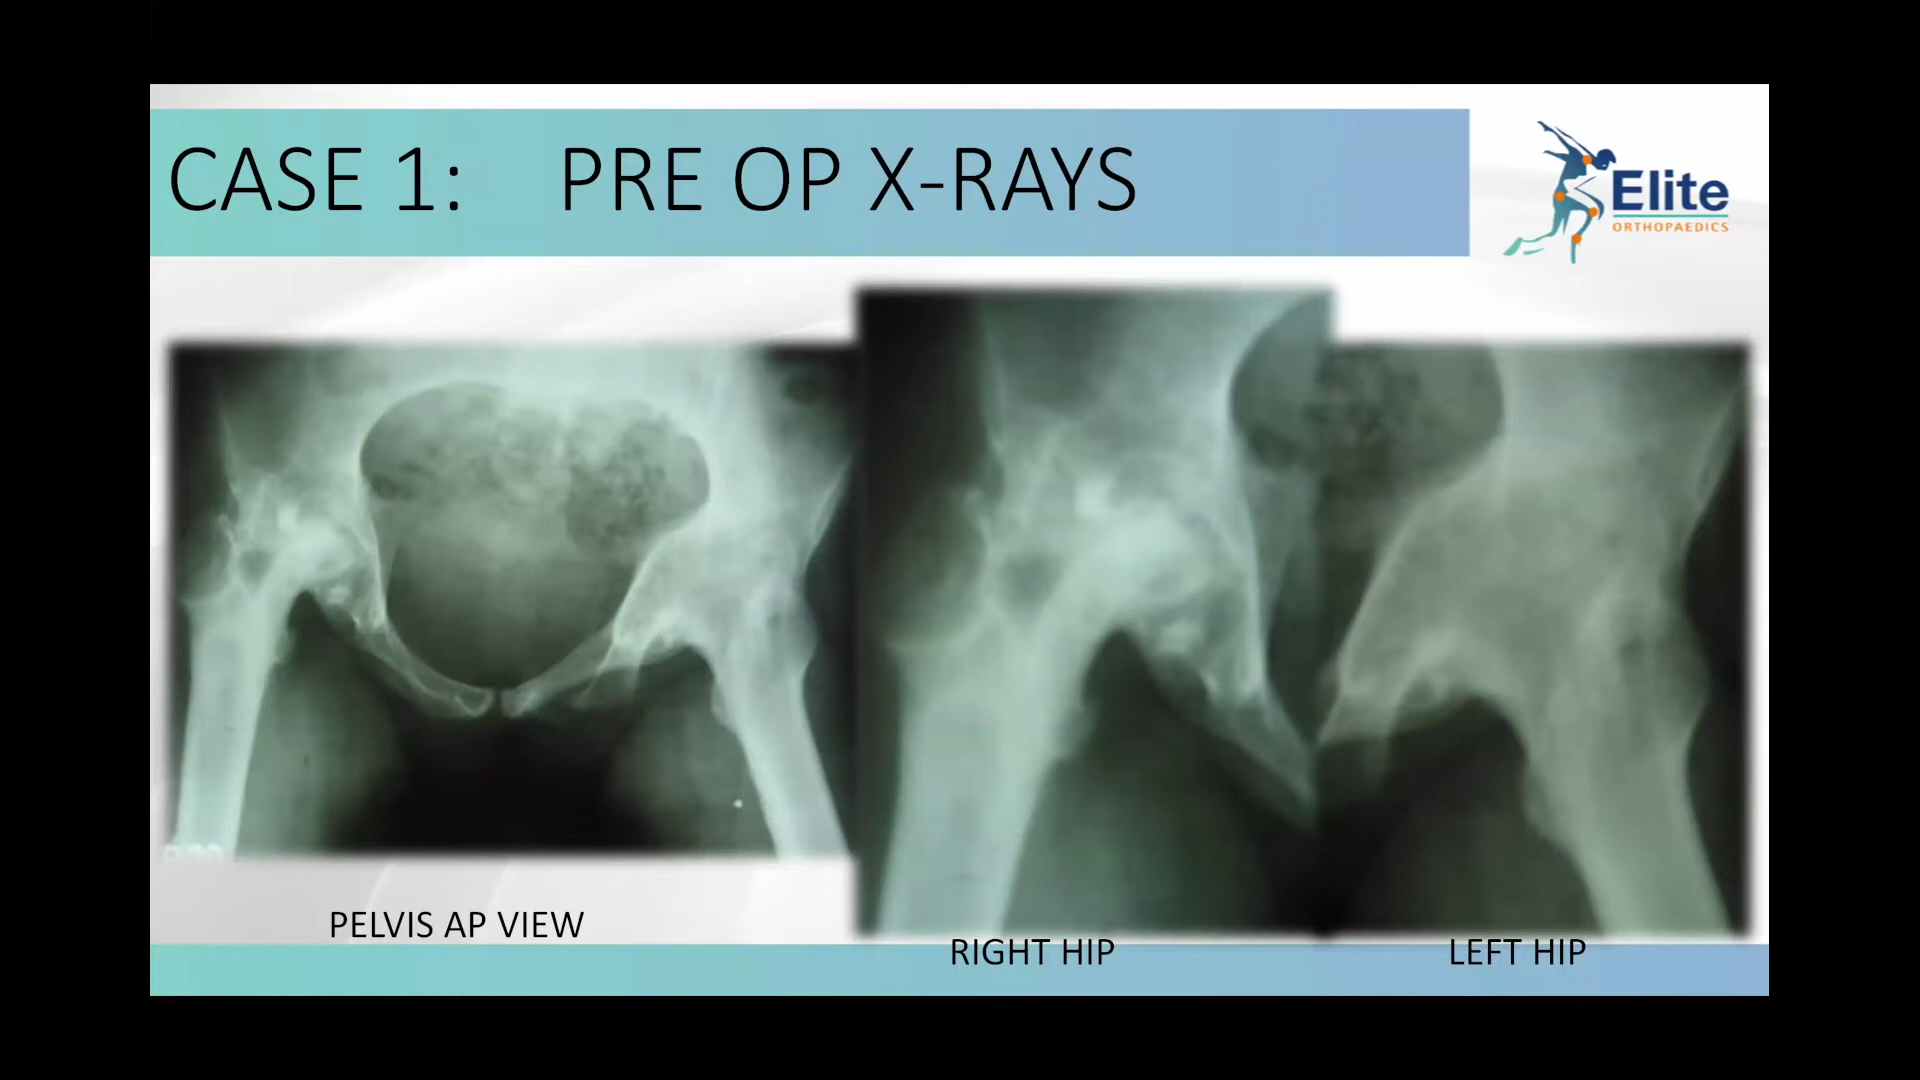 CASE 1: PRE OP X-RAYS
Elite
ORTHOPAEDICS
PELVIS AP VIEW
RIGHT HIP
LEFT HIP